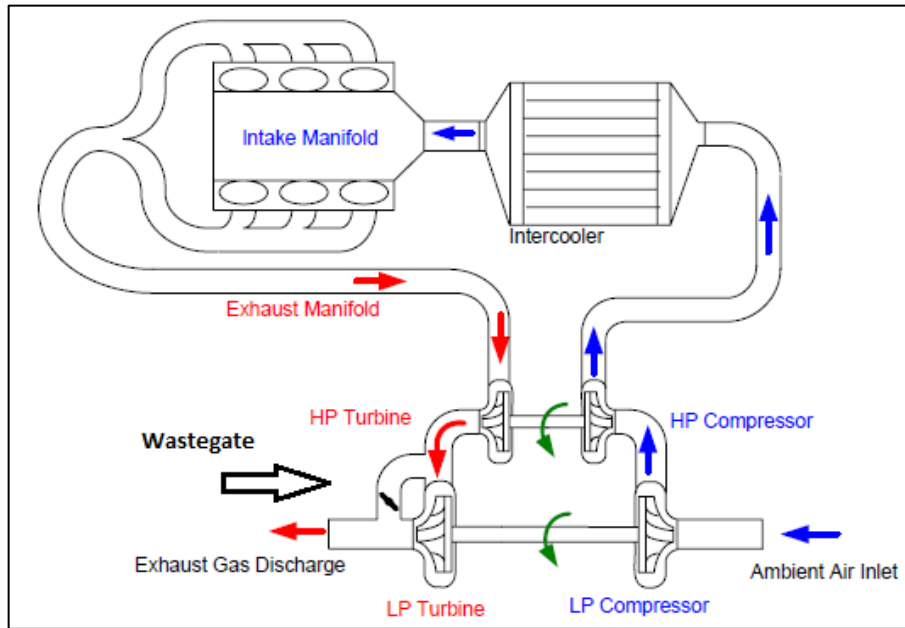 Intake Manifold
Intercooler
Exhaust Manifold
HP Turbine
HP Compressor
Wastegate
Exhaust Gas Discharge
Ambient Air Inlet
LP Turbine
LP Compressor